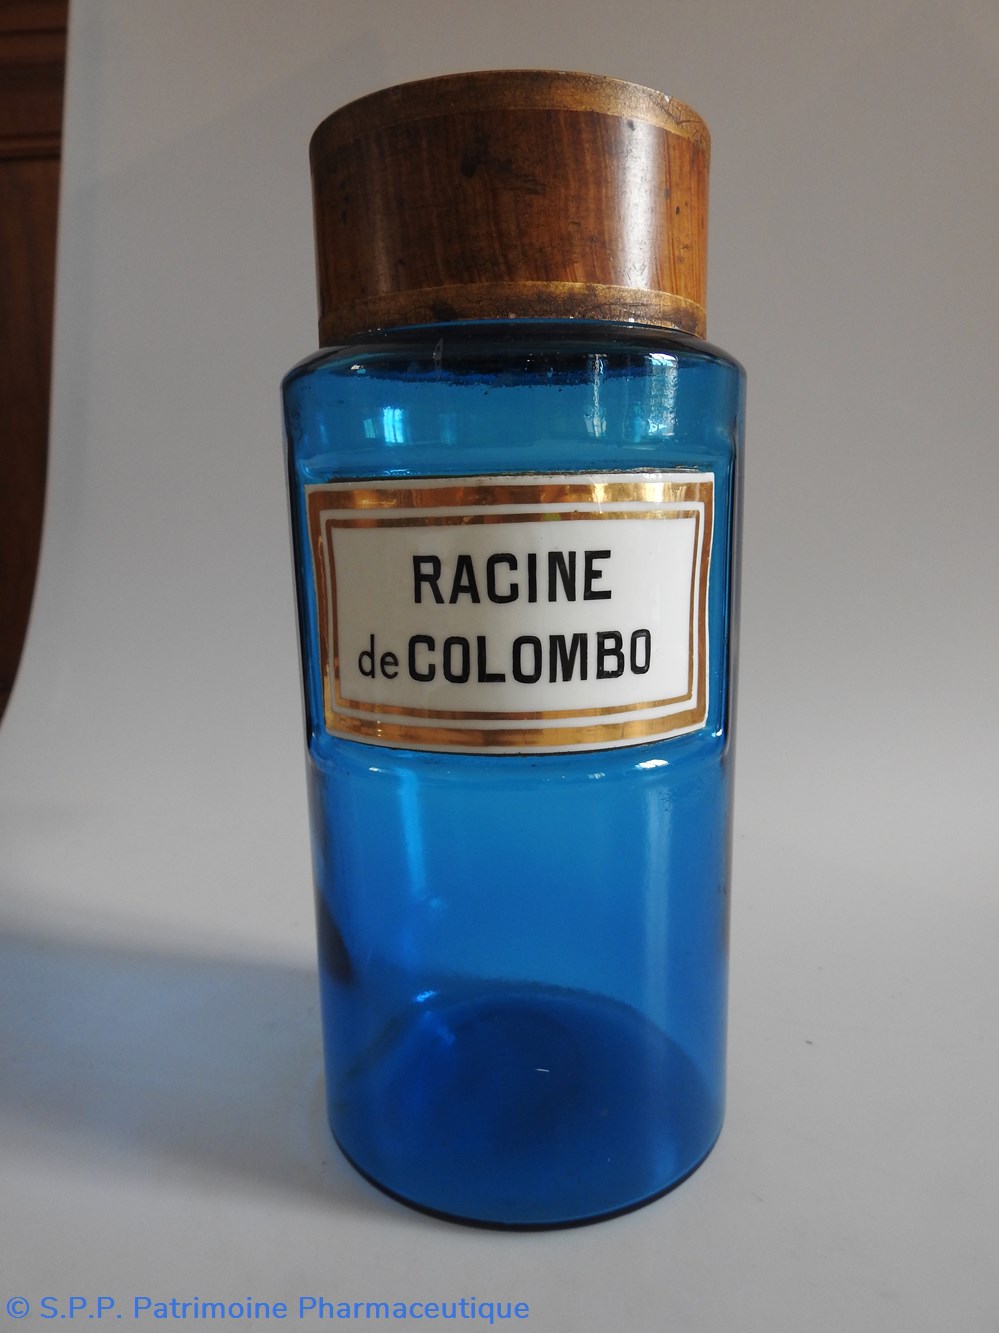 RACINE
de COLOMBO
© S.P.P. Patrimoine Pharmaceutique